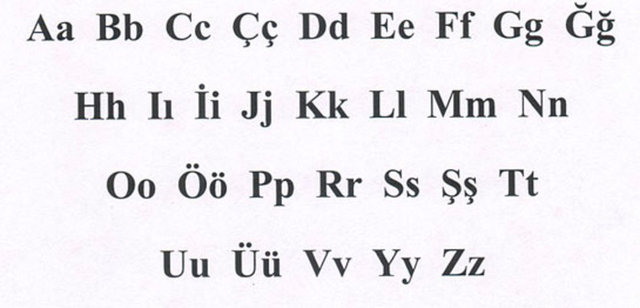 Aa Bb Cc Çç Dd Ee Ff Gg Ğğ
Hh Iı İi Jj Kk Ll Mm Nn
Oo Öö Pp Rr Ss Şş Tt
Uu Üü Vv Yy Zz